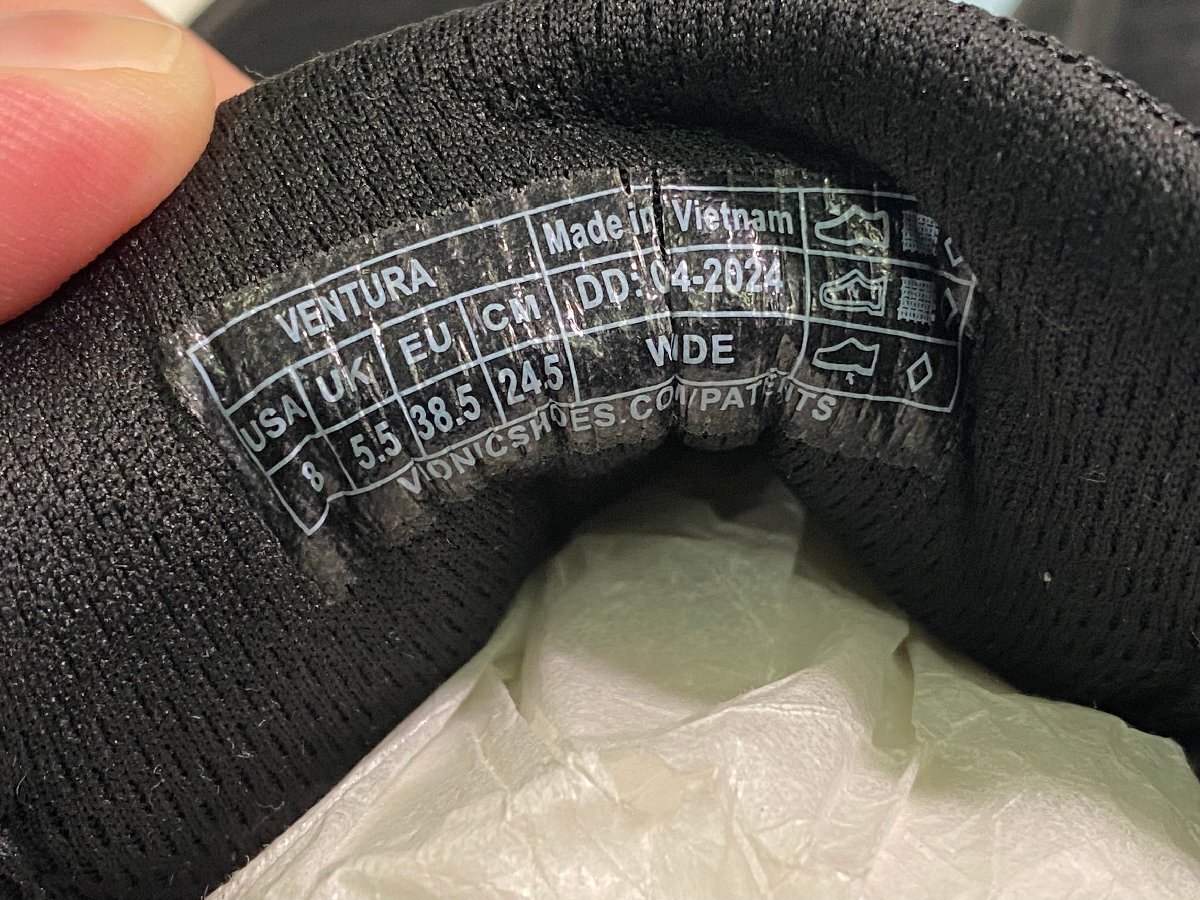 VENTURA
USA UK EU CM
8 5.5 38.5 24.5
Made in Vietnam
DD: 04-2024
WIDE
VIONICSHOES.COM/PATENTS